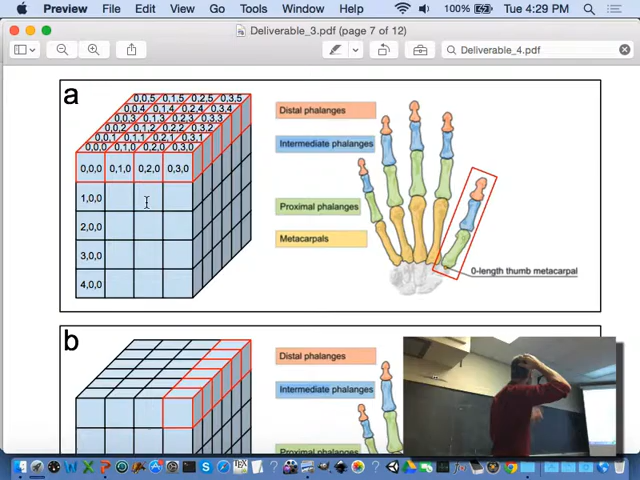 Preview File Edit View Go Tools Window Help 100% Tue 4:29 PM
Deliverable_3.pdf (page 7 of 12)
Deliverable_4.pdf
a
0,0,5 0,1,5 0,2,5 0,3,5
0,0,4 0,1,4 0,2,4 0,3,4
0,0,3 0,1,3 0,2,3 0,3,3
0,0,2 0,1,2 0,2,2 0,3,2
0,0,1 0,1,1 0,2,1 0,3,1
0,0,0 0,1,0 0,2,0 0,3,0
0,0,0 0,1,0 0,2,0 0,3,0
1,0,0
2,0,0
3,0,0
4,0,0
Distal phalanges
Intermediate phalanges
Proximal phalanges
Metacarpals
0-length thumb metacarpal
b
Distal phalanges
Intermediate phalanges
Proximal phalanges